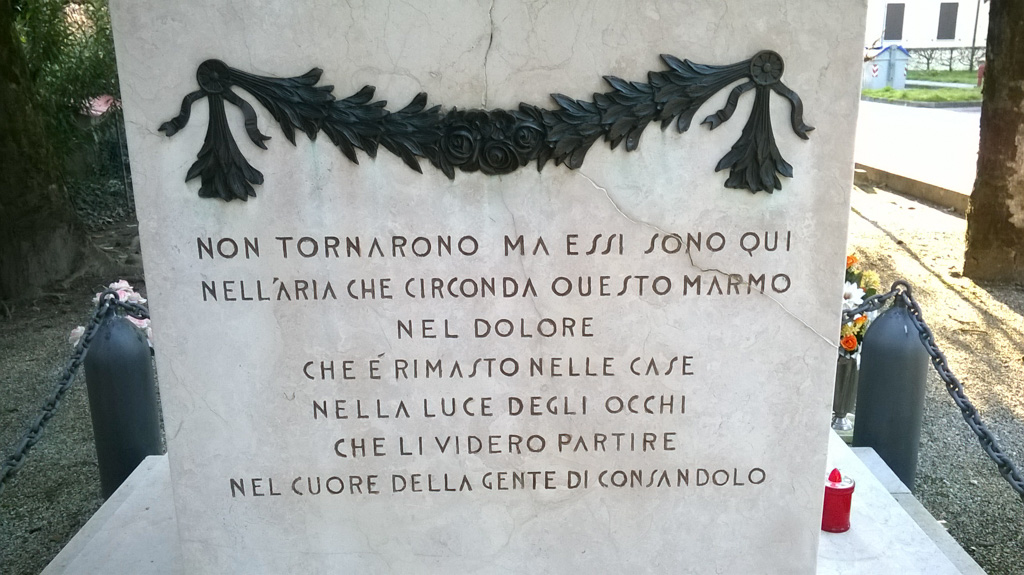 NON TORNARONO MA ESSI SONO QUI
NELL'ARIA CHE CIRCONDA QUESTO MARMO
NEL DOLORE
CHE É RIMASTO NELLE CASE
NELLA LUCE DEGLI OCCHI
CHE LI VIDERO PARTIRE
NEL CUORE DELLA GENTE DI CONSANDOLO